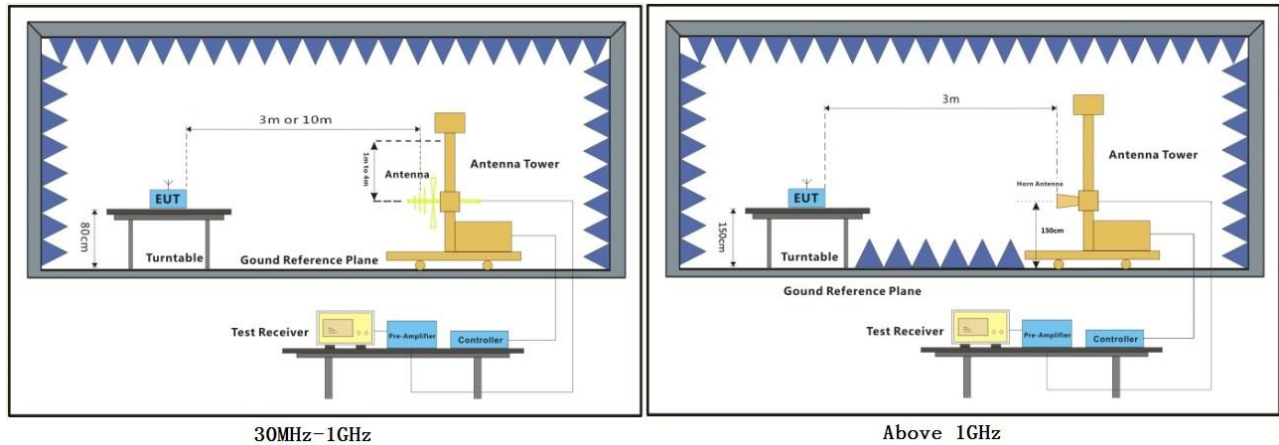 3m or 10m
1m to 4m
Antenna
Antenna Tower
EUT
80cm
Turntable
Gound Reference Plane
Test Receiver
Pre-Amplifier
Controller
30MHz-1GHz
3m
Antenna Tower
Horn Antenna
EUT
150cm
150cm
Turntable
Gound Reference Plane
Test Receiver
Pre-Amplifier
Controller
Above 1GHz